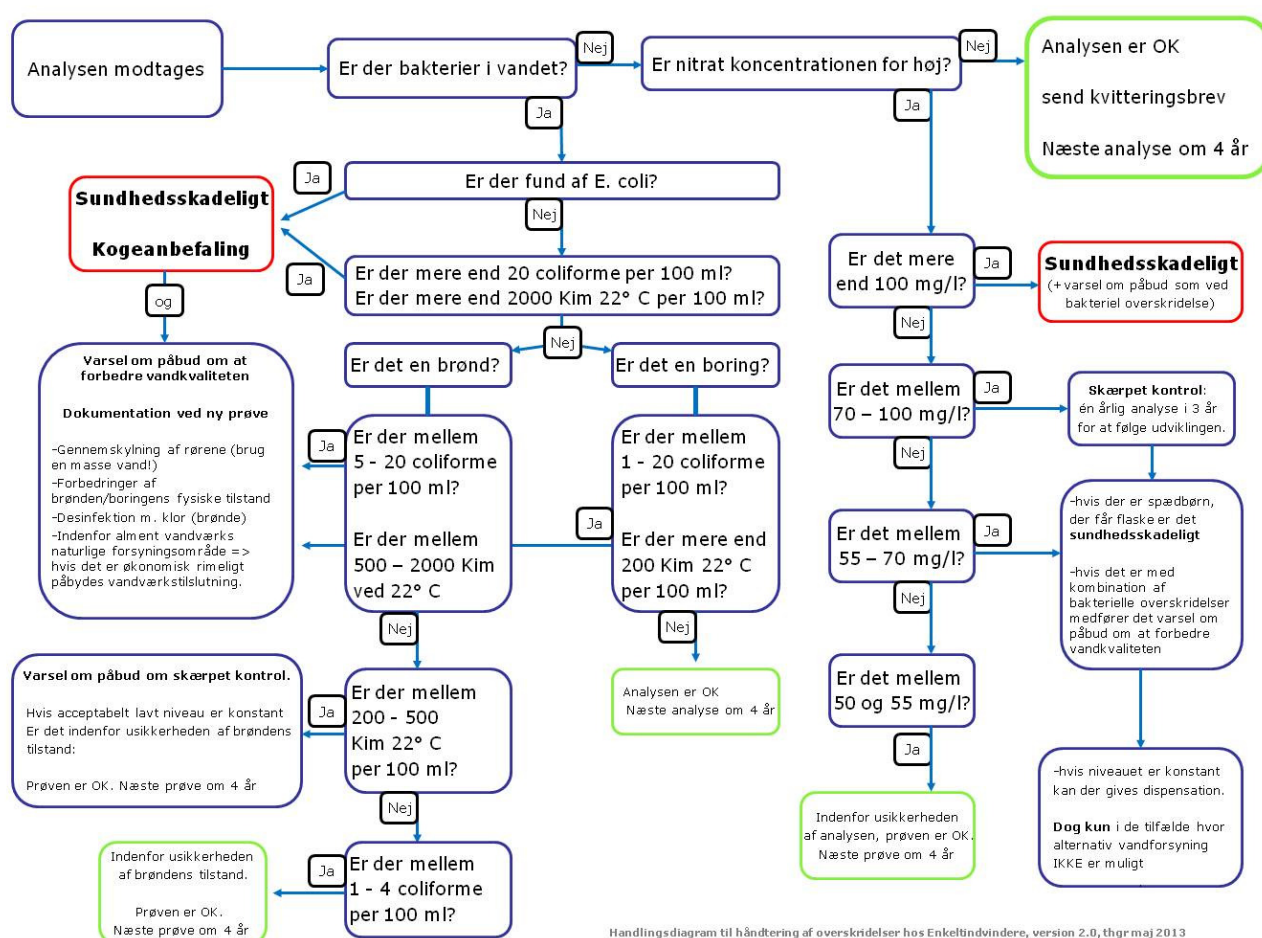 Analysen modtages
Er der bakterier i vandet?
Nej
Er nitrat koncentrationen for høj?
Nej
Analysen er OK
send kvitteringsbrev
Næste analyse om 4 år
Ja
Ja
Er der fund af E. coli?
Ja
Sundhedsskadeligt
Kogeanbefaling
Nej
Er der mere end 20 coliforme per 100 ml?
Er der mere end 2000 Kim 22° C per 100 ml?
Ja
og
Nej
Varsel om påbud om at
forbedre vandkvaliteten
Dokumentation ved ny prøve
-Gennemskylning af rørene (brug
en masse vand!)
-Forbedringer af
brønden/boringens fysiske tilstand
-Desinfektion m. klor (brønde)
-Indenfor alment vandværks
naturlige forsyningsområde =>
hvis det er økonomisk rimeligt
påbydes vandværkstilslutning.
Er det en brønd?
Er det en boring?
Ja
Er der mellem
5 - 20 coliforme
per 100 ml?
Er der mellem
500 – 2000 Kim
ved 22° C
Ja
Er der mellem
1 - 20 coliforme
per 100 ml?
Er der mere end
200 Kim 22° C
per 100 ml?
Nej
Nej
Analysen er OK
Næste analyse om 4 år
Varsel om påbud om skærpet kontrol.
Hvis acceptabelt lavt niveau er konstant
Er det indenfor usikkerheden af brøndens
tilstand:
Prøven er OK. Næste prøve om 4 år
Ja
Er der mellem
200 - 500
Kim 22° C
per 100 ml?
Nej
Indenfor usikkerheden
af brøndens tilstand.
Prøven er OK.
Næste prøve om 4 år
Ja
Er der mellem
1 - 4 coliforme
per 100 ml?
Er det mere
end 100 mg/l?
Ja
Sundhedsskadeligt
(+varsel om påbud som ved
bakteriel overskridelse)
Nej
Er det mellem
70 – 100 mg/l?
Ja
Skærpet kontrol:
én årlig analyse i 3 år
for at følge udviklingen.
Nej
Er det mellem
55 – 70 mg/l?
Ja
-hvis der er spædbørn,
der får flaske er det
sundhedsskadeligt
-hvis det er med
kombination af
bakterielle overskridelser
medfører det varsel om
påbud om at forbedre
vandkvaliteten
Nej
Er det mellem
50 og 55 mg/l?
Ja
Indenfor usikkerheden
af analysen, prøven er OK.
Næste prøve om 4 år
-hvis niveauet er konstant
kan der gives dispensation.
Dog kun i de tilfælde hvor
alternativ vandforsyning
IKKE er muligt
Handlingsdiagram til håndtering af overskridelser hos Enkeltindvindere, version 2.0, thgr maj 2013